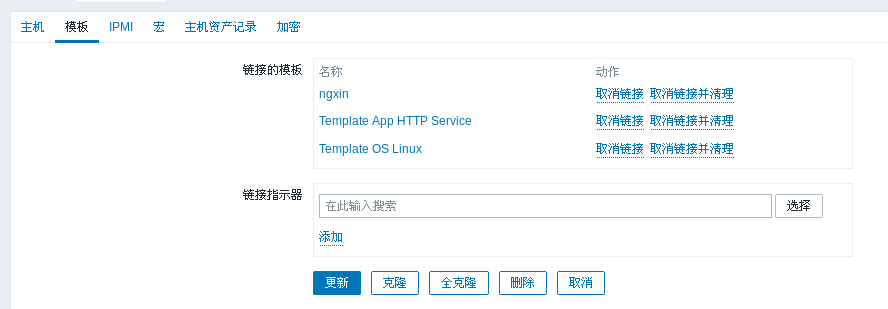 主机 模板 IPMI 宏 主机资产记录 加密
链接的模板 名称 动作
ngxin 取消链接 取消链接并清理
Template App HTTP Service 取消链接 取消链接并清理
Template OS Linux 取消链接 取消链接并清理
链接指示器 在此输入搜索 选择
添加
更新 克隆 全克隆 删除 取消